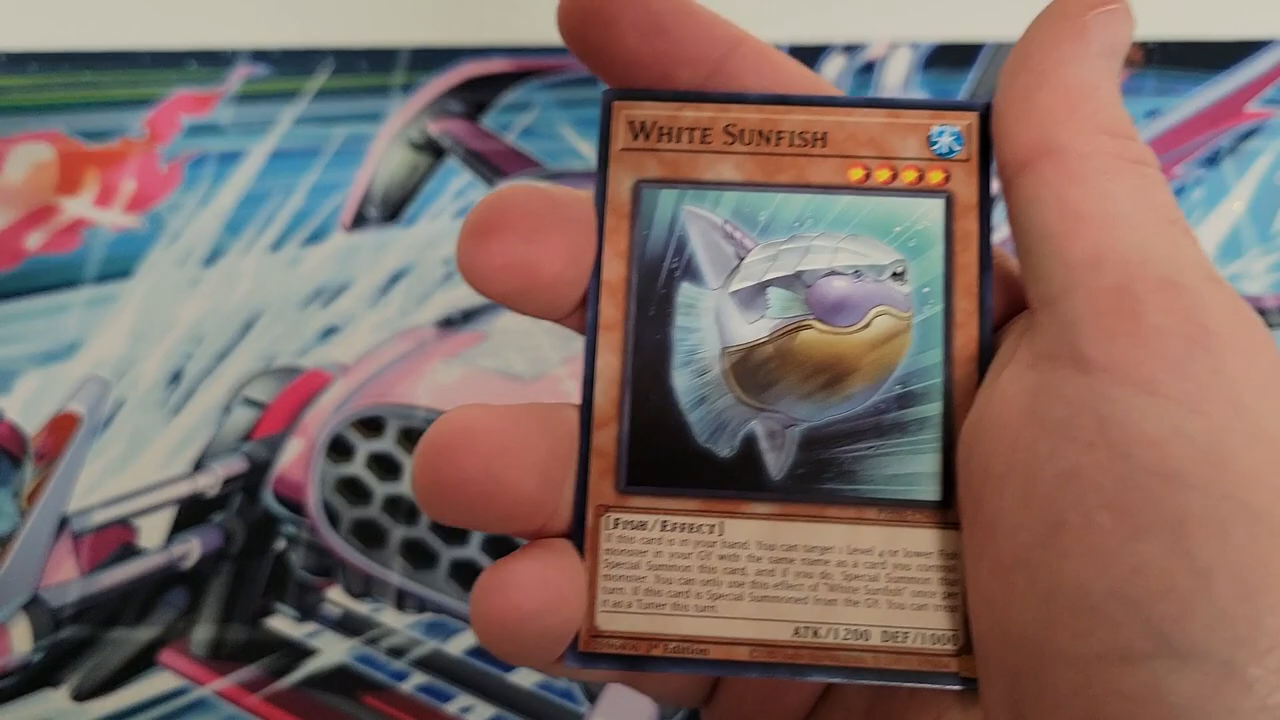 WHITE SUNFISH
水
[FISH/EFFECT]
If this card is in your hand: You can target 1 Level 4 or lower Fish
monster in your GY with the same name as a card you control;
Special Summon this card, and if you do, Special Summon that
monster. You can only use this effect of "White Sunfish" once per
turn. If this card is Special Summoned from the GY: You can treat
it as a Tuner this turn.
ATK/1200 DEF/1000
1st Edition